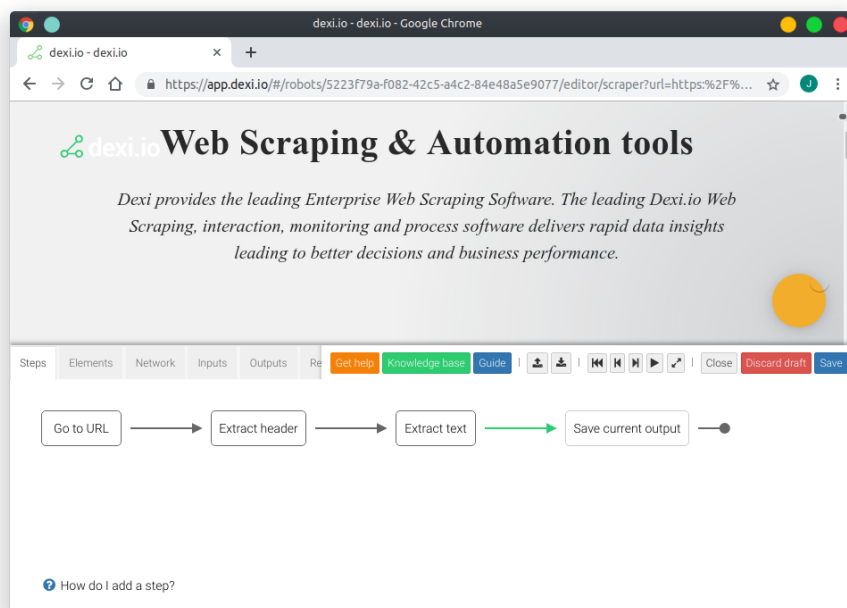 dexi.io - dexi.io - Google Chrome
dexi.io - dexi.io
https://app.dexi.io/#/robots/5223f79a-f082-42c5-a4c2-84e48a5e9077/editor/scraper?url=https:%2F%...
J
dexi.io
Web Scraping & Automation tools
Dexi provides the leading Enterprise Web Scraping Software. The leading Dexi.io Web
Scraping, interaction, monitoring and process software delivers rapid data insights
leading to better decisions and business performance.
Steps Elements Network Inputs Outputs Re Get help Knowledge base Guide Close Discard draft Save
Go to URL Extract header Extract text Save current output
How do I add a step?